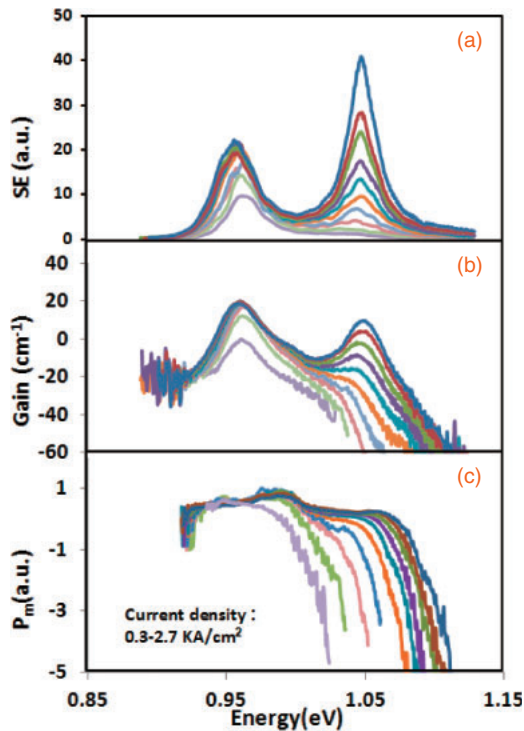 50
(a)
40
30
20
10
0
SE (a.u.)
40
(b)
20
0
-20
-40
-60
Gain (cm-1)
1
(c)
-1
-3
-5
Pm(a.u.)
Current density :
0.3-2.7 KA/cm2
0.85
0.95
1.05
1.15
Energy(eV)